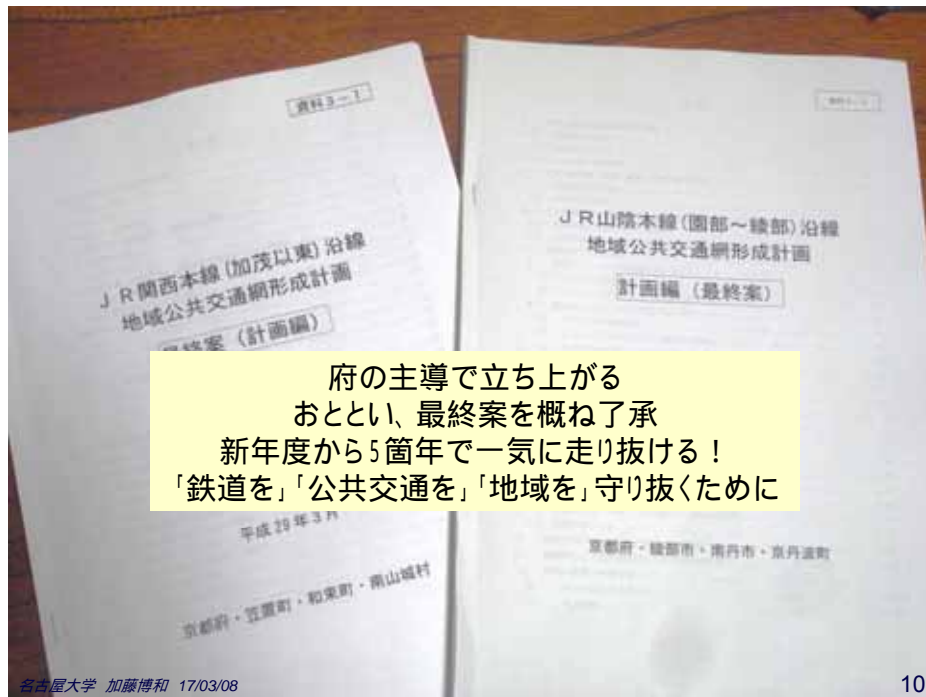 資料3-1
JR関西本線(加茂以東)沿線
地域公共交通網形成計画
最終案(計画編)
平成29年3月
京都府・笠置町・和束町・南山城村
JR山陰本線(園部~綾部)沿線
地域公共交通網形成計画
計画編(最終案)
京都府・綾部市・南丹市・京丹波町
府の主導で立ち上がる
おととい、最終案を概ね了承
新年度から5箇年で一気に走り抜ける!
「鉄道を」「公共交通を」「地域を」守り抜くために
名古屋大学 加藤博和 17/03/08
10